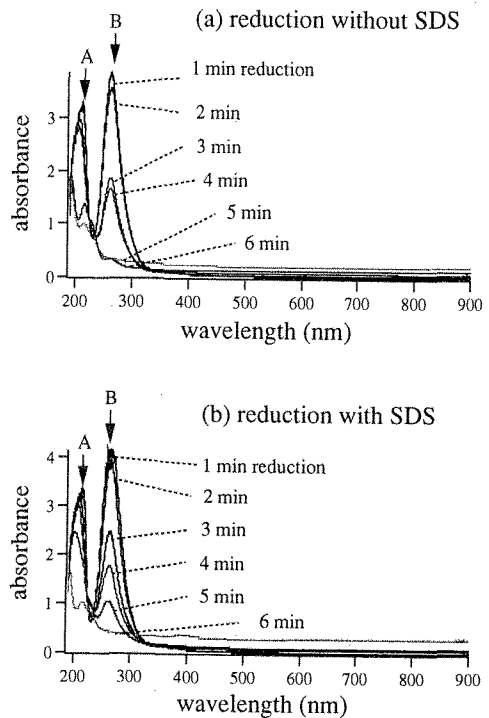 (a) reduction without SDS
A
B
1 min reduction
2 min
3 min
4 min
5 min
6 min
absorbance
3
2
1
0
200 300 400 500 600 700 800 900
wavelength (nm)
(b) reduction with SDS
A
B
1 min reduction
2 min
3 min
4 min
5 min
6 min
absorbance
4
3
2
1
0
200 300 400 500 600 700 800 900
wavelength (nm)